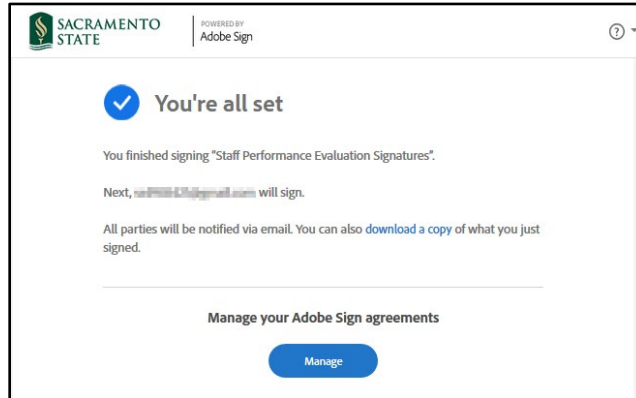 SACRAMENTO
STATE
POWERED BY
Adobe Sign
You're all set
You finished signing “Staff Performance Evaluation Signatures”.
Next, will sign.
All parties will be notified via email. You can also download a copy of what you just
signed.
Manage your Adobe Sign agreements
Manage